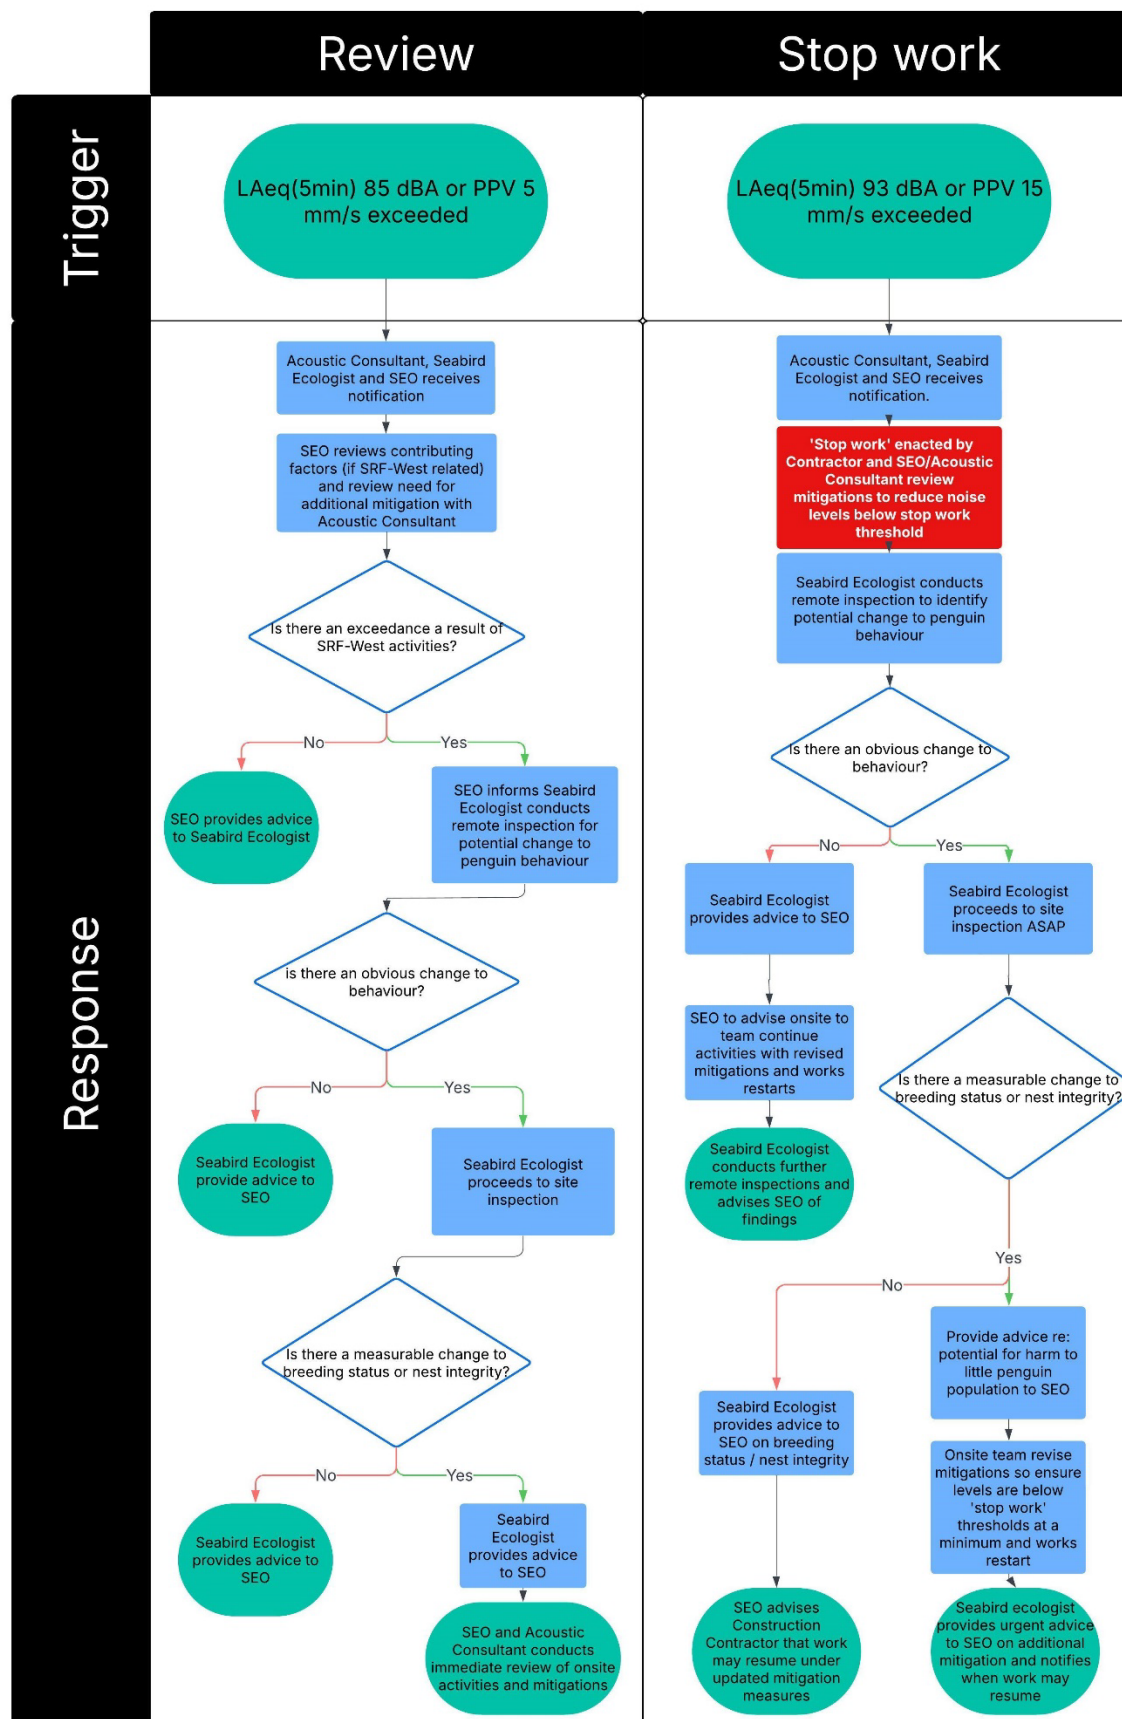 Review
Stop work
Trigger
LAeq(5min) 85 dBA or PPV 5
mm/s exceeded
LAeq(5min) 93 dBA or PPV 15
mm/s exceeded
Response
Acoustic Consultant, Seabird
Ecologist and SEO receives
notification
SEO reviews contributing
factors (if SRF-West related)
and review need for
additional mitigation with
Acoustic Consultant
Is there an exceedance a result of
SRF-West activities?
No
Yes
SEO provides advice
to Seabird Ecologist
SEO informs Seabird
Ecologist conducts
remote inspection for
potential change to
penguin behaviour
is there an obvious change to
behaviour?
No
Yes
Seabird Ecologist
provide advice to
SEO
Seabird Ecologist
proceeds to site
inspection
Is there a measurable change to
breeding status or nest integrity?
No
Yes
Seabird Ecologist
provides advice to
SEO
Seabird
Ecologist
provides advice
to SEO
SEO and Acoustic
Consultant conducts
immediate review of onsite
activities and mitigations
Acoustic Consultant, Seabird
Ecologist and SEO receives
notification.
'Stop work' enacted by
Contractor and SEO/Acoustic
Consultant review
mitigations to reduce noise
levels below stop work
threshold
Seabird Ecologist conducts
remote inspection to identify
potential change to penguin
behaviour
Is there an obvious change to
behaviour?
No
Yes
Seabird Ecologist
provides advice to SEO
Seabird Ecologist
proceeds to site
inspection ASAP
SEO to advise onsite to
team continue
activities with revised
mitigations and works
restarts
Seabird Ecologist
conducts further
remote inspections and
advises SEO of
findings
Is there a measurable change to
breeding status or nest integrity?
Yes
No
Seabird Ecologist
provides advice to
SEO on breeding
status / nest integrity
SEO advises
Construction
Contractor that work
may resume under
updated mitigation
measures
Provide advice re:
potential for harm to
little penguin
population to SEO
Onsite team revise
mitigations so ensure
levels are below
'stop work'
thresholds at a
minimum and works
restart
Seabird ecologist
provides urgent advice
to SEO on additional
mitigation and notifies
when work may
resume